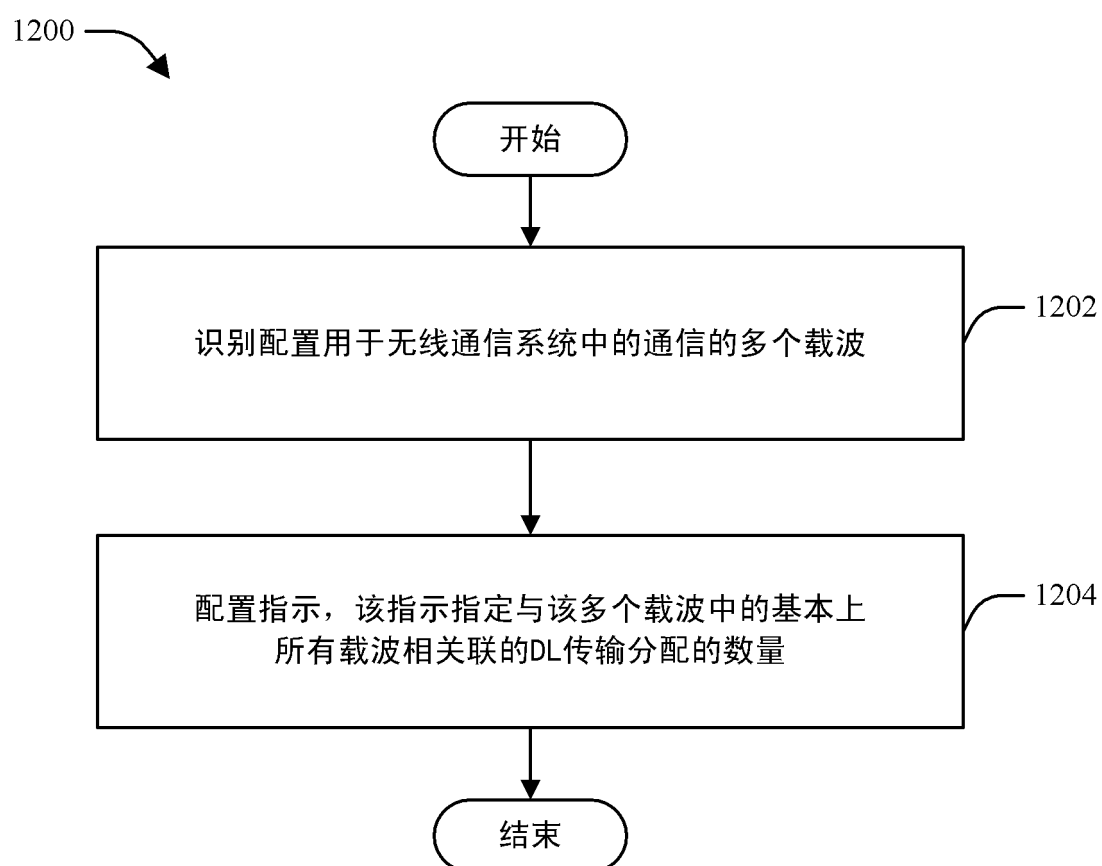 1200
开始
识别配置用于无线通信系统中的通信的多个载波
1202
配置指示，该指示指定与该多个载波中的基本上
所有载波相关联的DL传输分配的数量
1204
结束